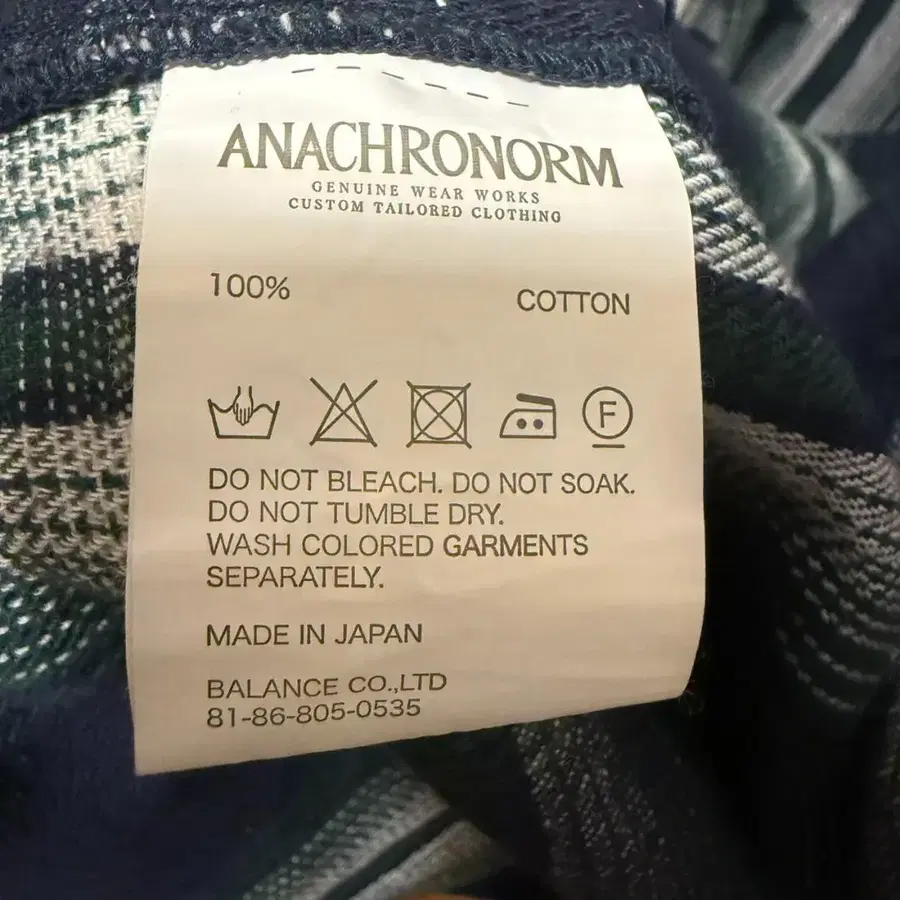 ANACHRONORM
GENUINE WEAR WORKS
CUSTOM TAILORED CLOTHING
100% COTTON
F
DO NOT BLEACH. DO NOT SOAK.
DO NOT TUMBLE DRY.
WASH COLORED GARMENTS
SEPARATELY.
MADE IN JAPAN
BALANCE CO.,LTD
81-86-805-0535